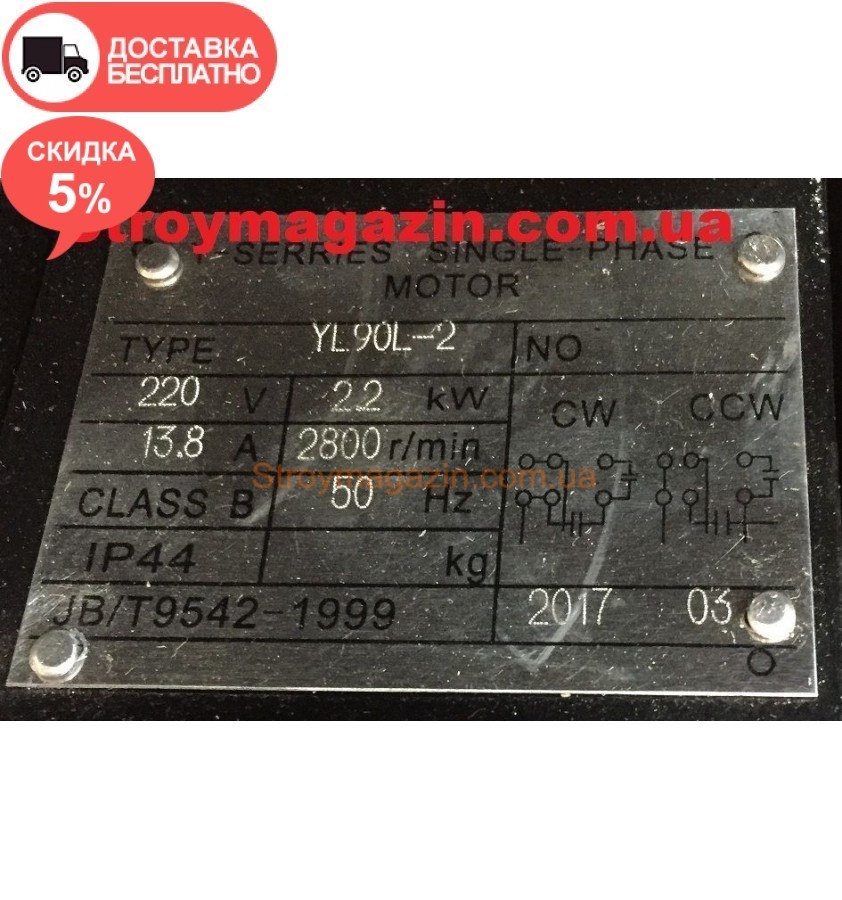 ДОСТАВКА
БЕСПЛАТНО
СКИДКА
5%
Stroymagazin.com.ua
SERRIES SINGLE-PHASE
MOTOR
TYPE YL90L-2 NO
220 V 2.2 kW CW CCW
13.8 A 2800 r/min
Stroymagazin.com.ua
CLASS B 50 Hz
IP44 kg
JB/T9542-1999 2017 03